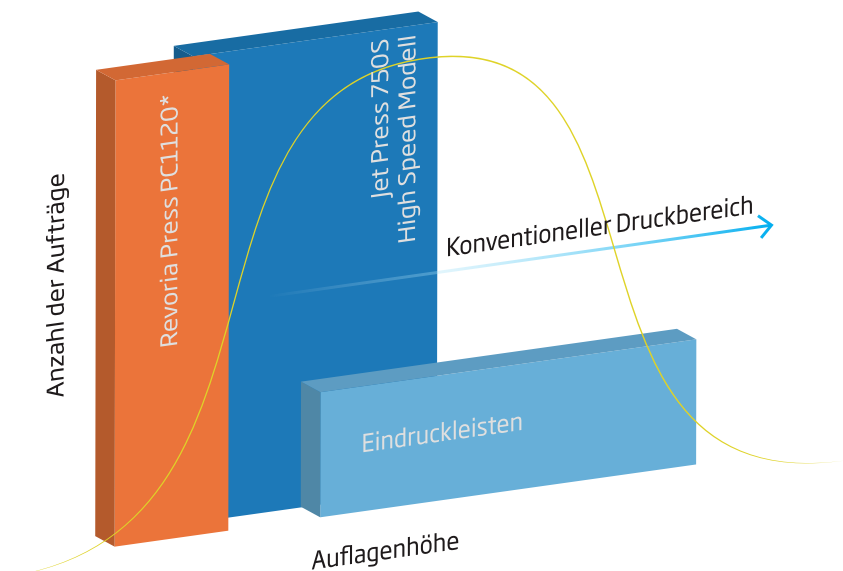 Anzahl der Aufträge
Revoria Press PC1120*
Jet Press 750S
High Speed Modell
Konventioneller Druckbereich
Eindruckleisten
Auflagenhöhe